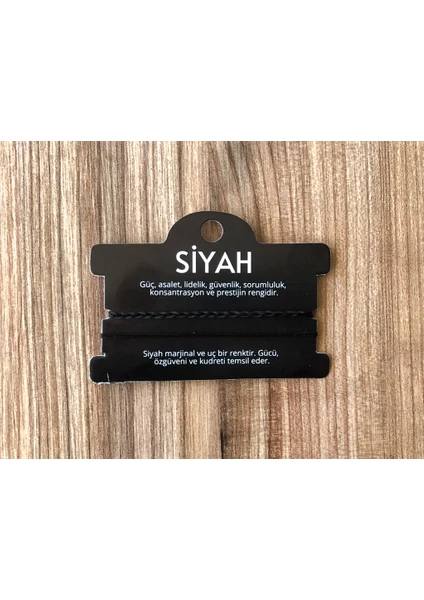 SİYAH
Güç, asalet, lidelik, güvenlik, sorumluluk,
konsantrasyon ve prestijin rengidir.
Siyah marjinal ve uç bir renktir. Gücü,
özgüveni ve kudreti temsil eder.